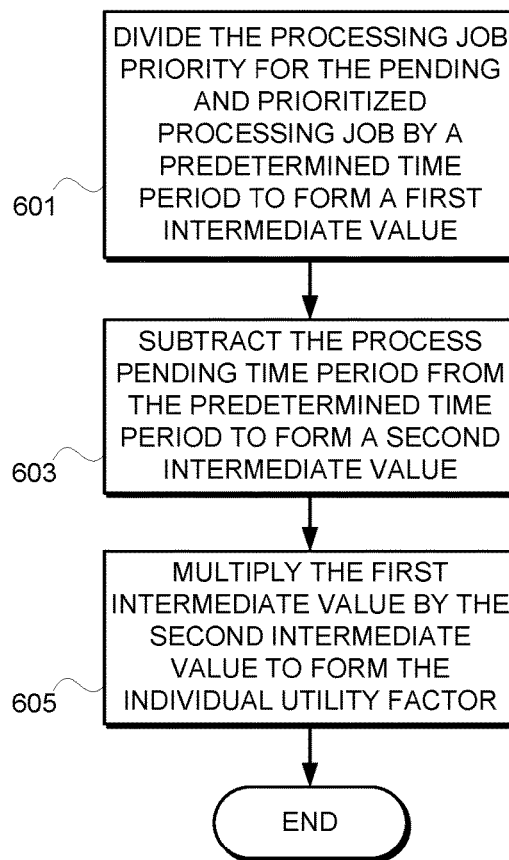 DIVIDE THE PROCESSING JOB
PRIORITY FOR THE PENDING
AND PRIORITIZED
PROCESSING JOB BY A
PREDETERMINED TIME
PERIOD TO FORM A FIRST
INTERMEDIATE VALUE
601
SUBTRACT THE PROCESS
PENDING TIME PERIOD FROM
THE PREDETERMINED TIME
PERIOD TO FORM A SECOND
INTERMEDIATE VALUE
603
MULTIPLY THE FIRST
INTERMEDIATE VALUE BY THE
SECOND INTERMEDIATE
VALUE TO FORM THE
INDIVIDUAL UTILITY FACTOR
605
END